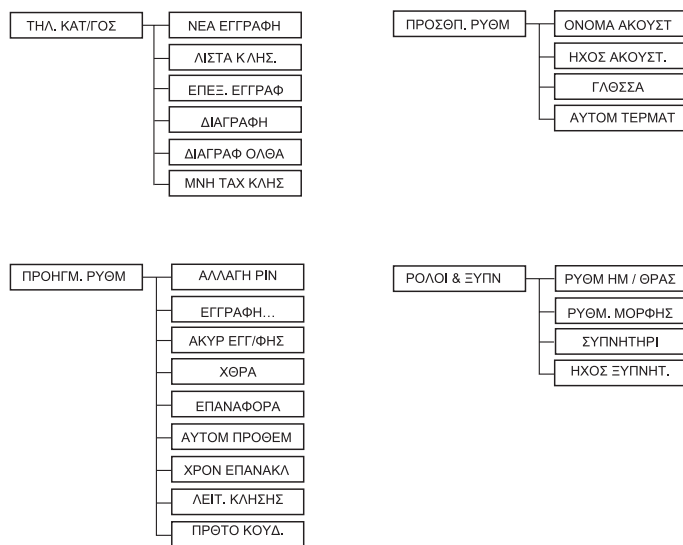 ΤΗΛ. ΚΑΤ/ΓΟΣ
ΝΕΑ ΕΓΓΡΑΦΗ
ΛΙΣΤΑ ΚΛΗΣ.
ΕΠΕΞ. ΕΓΓΡΑΦ
ΔΙΑΓΡΑΦΗ
ΔΙΑΓΡΑΦ ΟΛΘΑ
ΜΝΗ ΤΑΧ ΚΛΗΣ
ΠΡΟΣΘΠ. ΡΥΘΜ
ΟΝΟΜΑ ΑΚΟΥΣΤ
ΗΧΟΣ ΑΚΟΥΣΤ.
ΓΛΘΣΣΑ
ΑΥΤΟΜ ΤΕΡΜΑΤ
ΠΡΟΗΓΜ. ΡΥΘΜ
ΑΛΛΑΓΗ PIN
ΕΓΓΡΑΦΗ...
ΑΚΥΡ ΕΓΓ/ΦΗΣ
ΧΘΡΑ
ΕΠΑΝΑΦΟΡΑ
ΑΥΤΟΜ ΠΡΟΘΕΜ
ΧΡΟΝ ΕΠΑΝΑΚΛ
ΛΕΙΤ. ΚΛΗΣΗΣ
ΠΡΘΤΟ ΚΟΥΔ.
ΡΟΛΟΙ & ΞΥΠΝ
ΡΥΘΜ ΗΜ / ΘΡΑΣ
ΡΥΘΜ. ΜΟΡΦΗΣ
ΣΥΠΝΗΤΗΡΙ
ΗΧΟΣ ΞΥΠΝΗΤ.